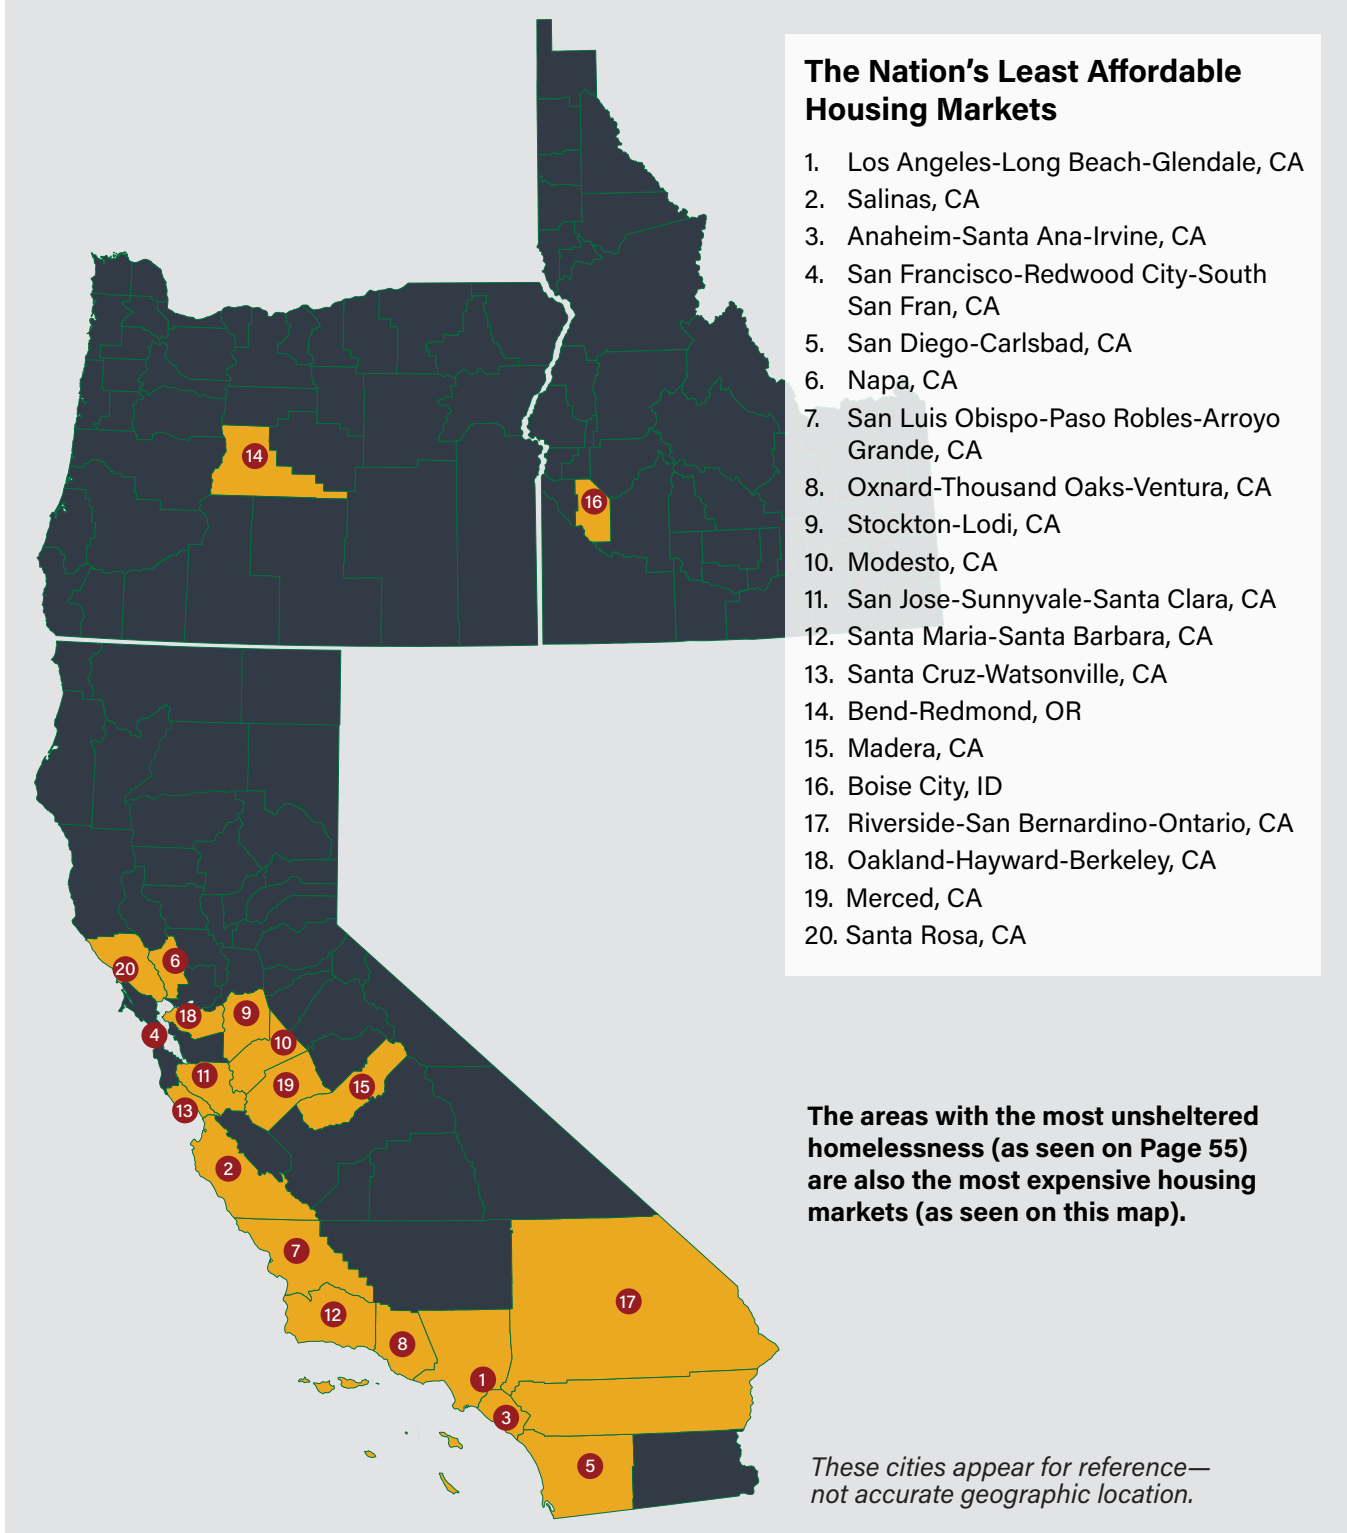 The Nation's Least Affordable
Housing Markets
1. Los Angeles-Long Beach-Glendale, CA
2. Salinas, CA
3. Anaheim-Santa Ana-Irvine, CA
4. San Francisco-Redwood City-South
San Fran, CA
5. San Diego-Carlsbad, CA
6. Napa, CA
7. San Luis Obispo-Paso Robles-Arroyo
Grande, CA
8. Oxnard-Thousand Oaks-Ventura, CA
9. Stockton-Lodi, CA
10. Modesto, CA
11. San Jose-Sunnyvale-Santa Clara, CA
12. Santa Maria-Santa Barbara, CA
13. Santa Cruz-Watsonville, CA
14. Bend-Redmond, OR
15. Madera, CA
16. Boise City, ID
17. Riverside-San Bernardino-Ontario, CA
18. Oakland-Hayward-Berkeley, CA
19. Merced, CA
20. Santa Rosa, CA
14
16
6
20
9
18
4
10
11
19
15
13
2
7
17
12
8
1
3
5
The areas with the most unsheltered
homelessness (as seen on Page 55)
are also the most expensive housing
markets (as seen on this map).
These cities appear for reference—
not accurate geographic location.